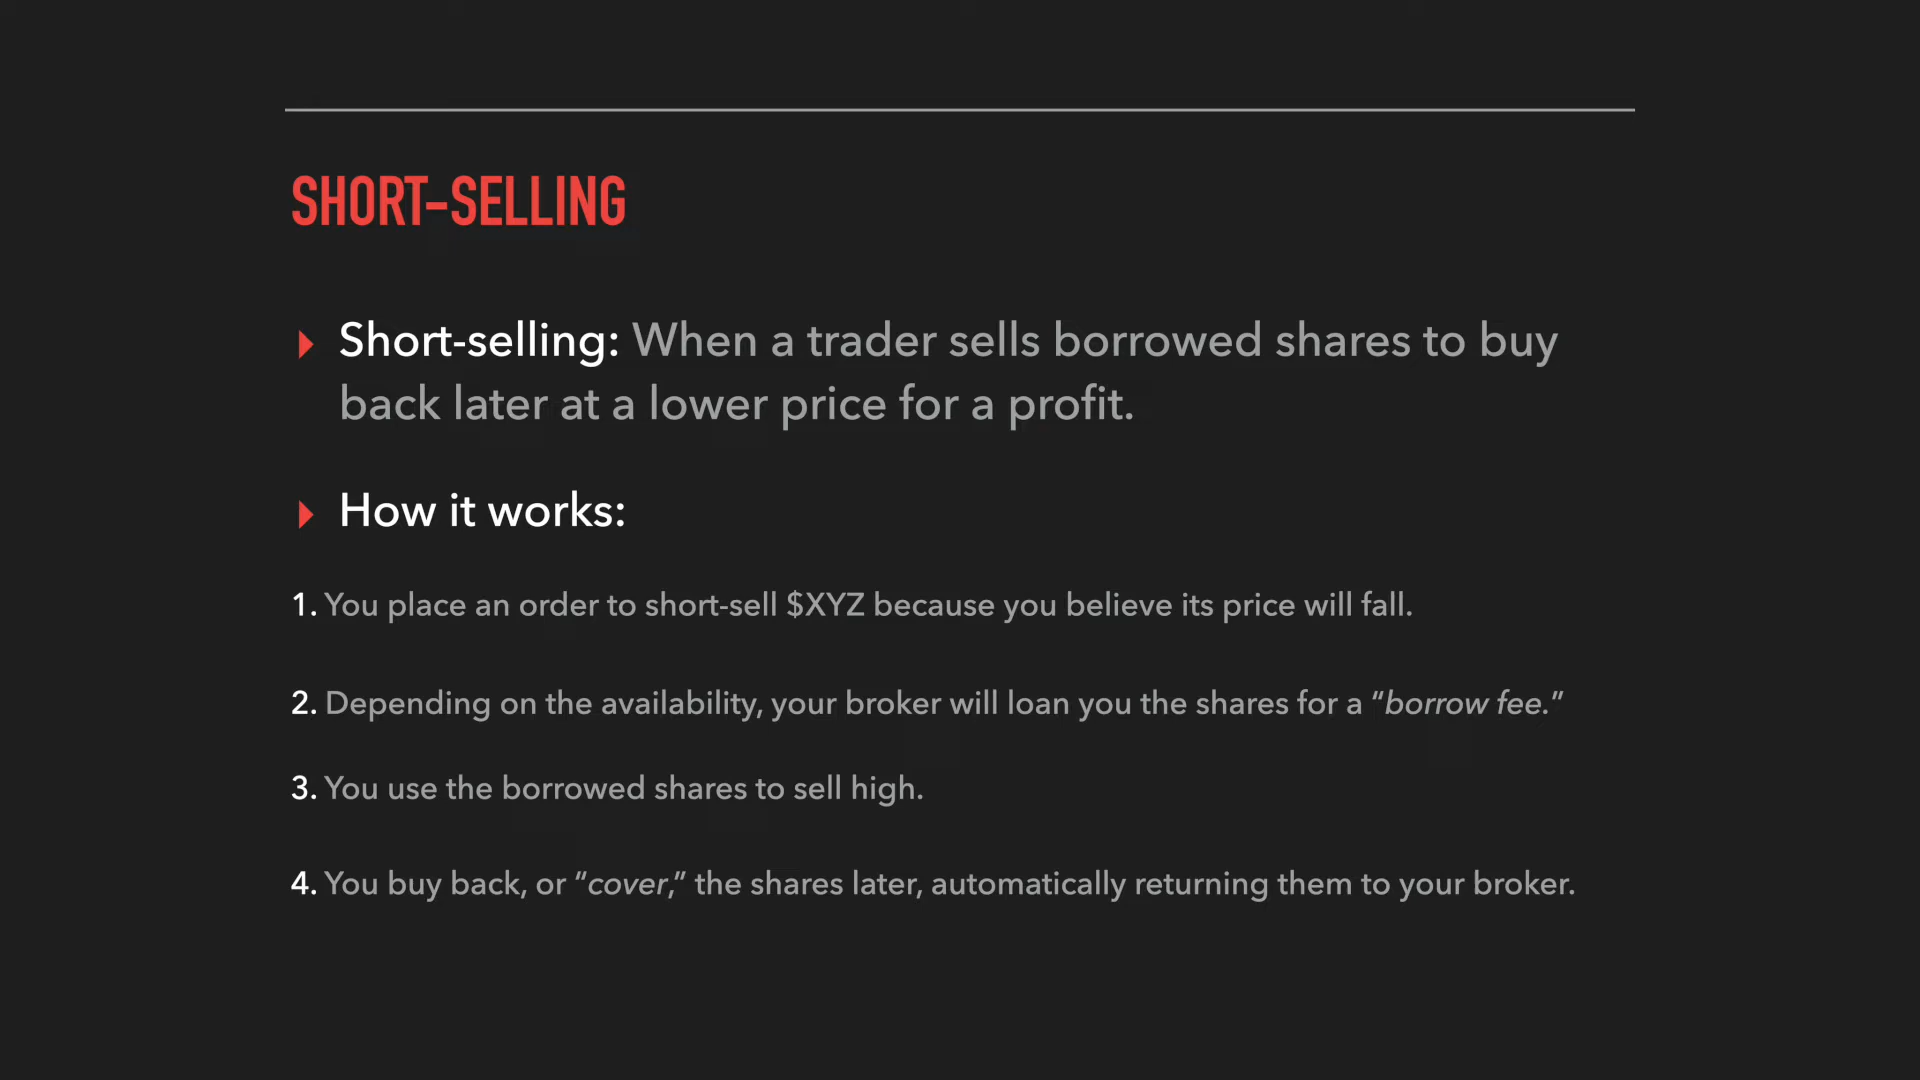 SHORT-SELLING
Short-selling: When a trader sells borrowed shares to buy
back later at a lower price for a profit.
How it works:
1. You place an order to short-sell $XYZ because you believe its price will fall.
2. Depending on the availability, your broker will loan you the shares for a “borrow fee.”
3. You use the borrowed shares to sell high.
4. You buy back, or “cover,” the shares later, automatically returning them to your broker.